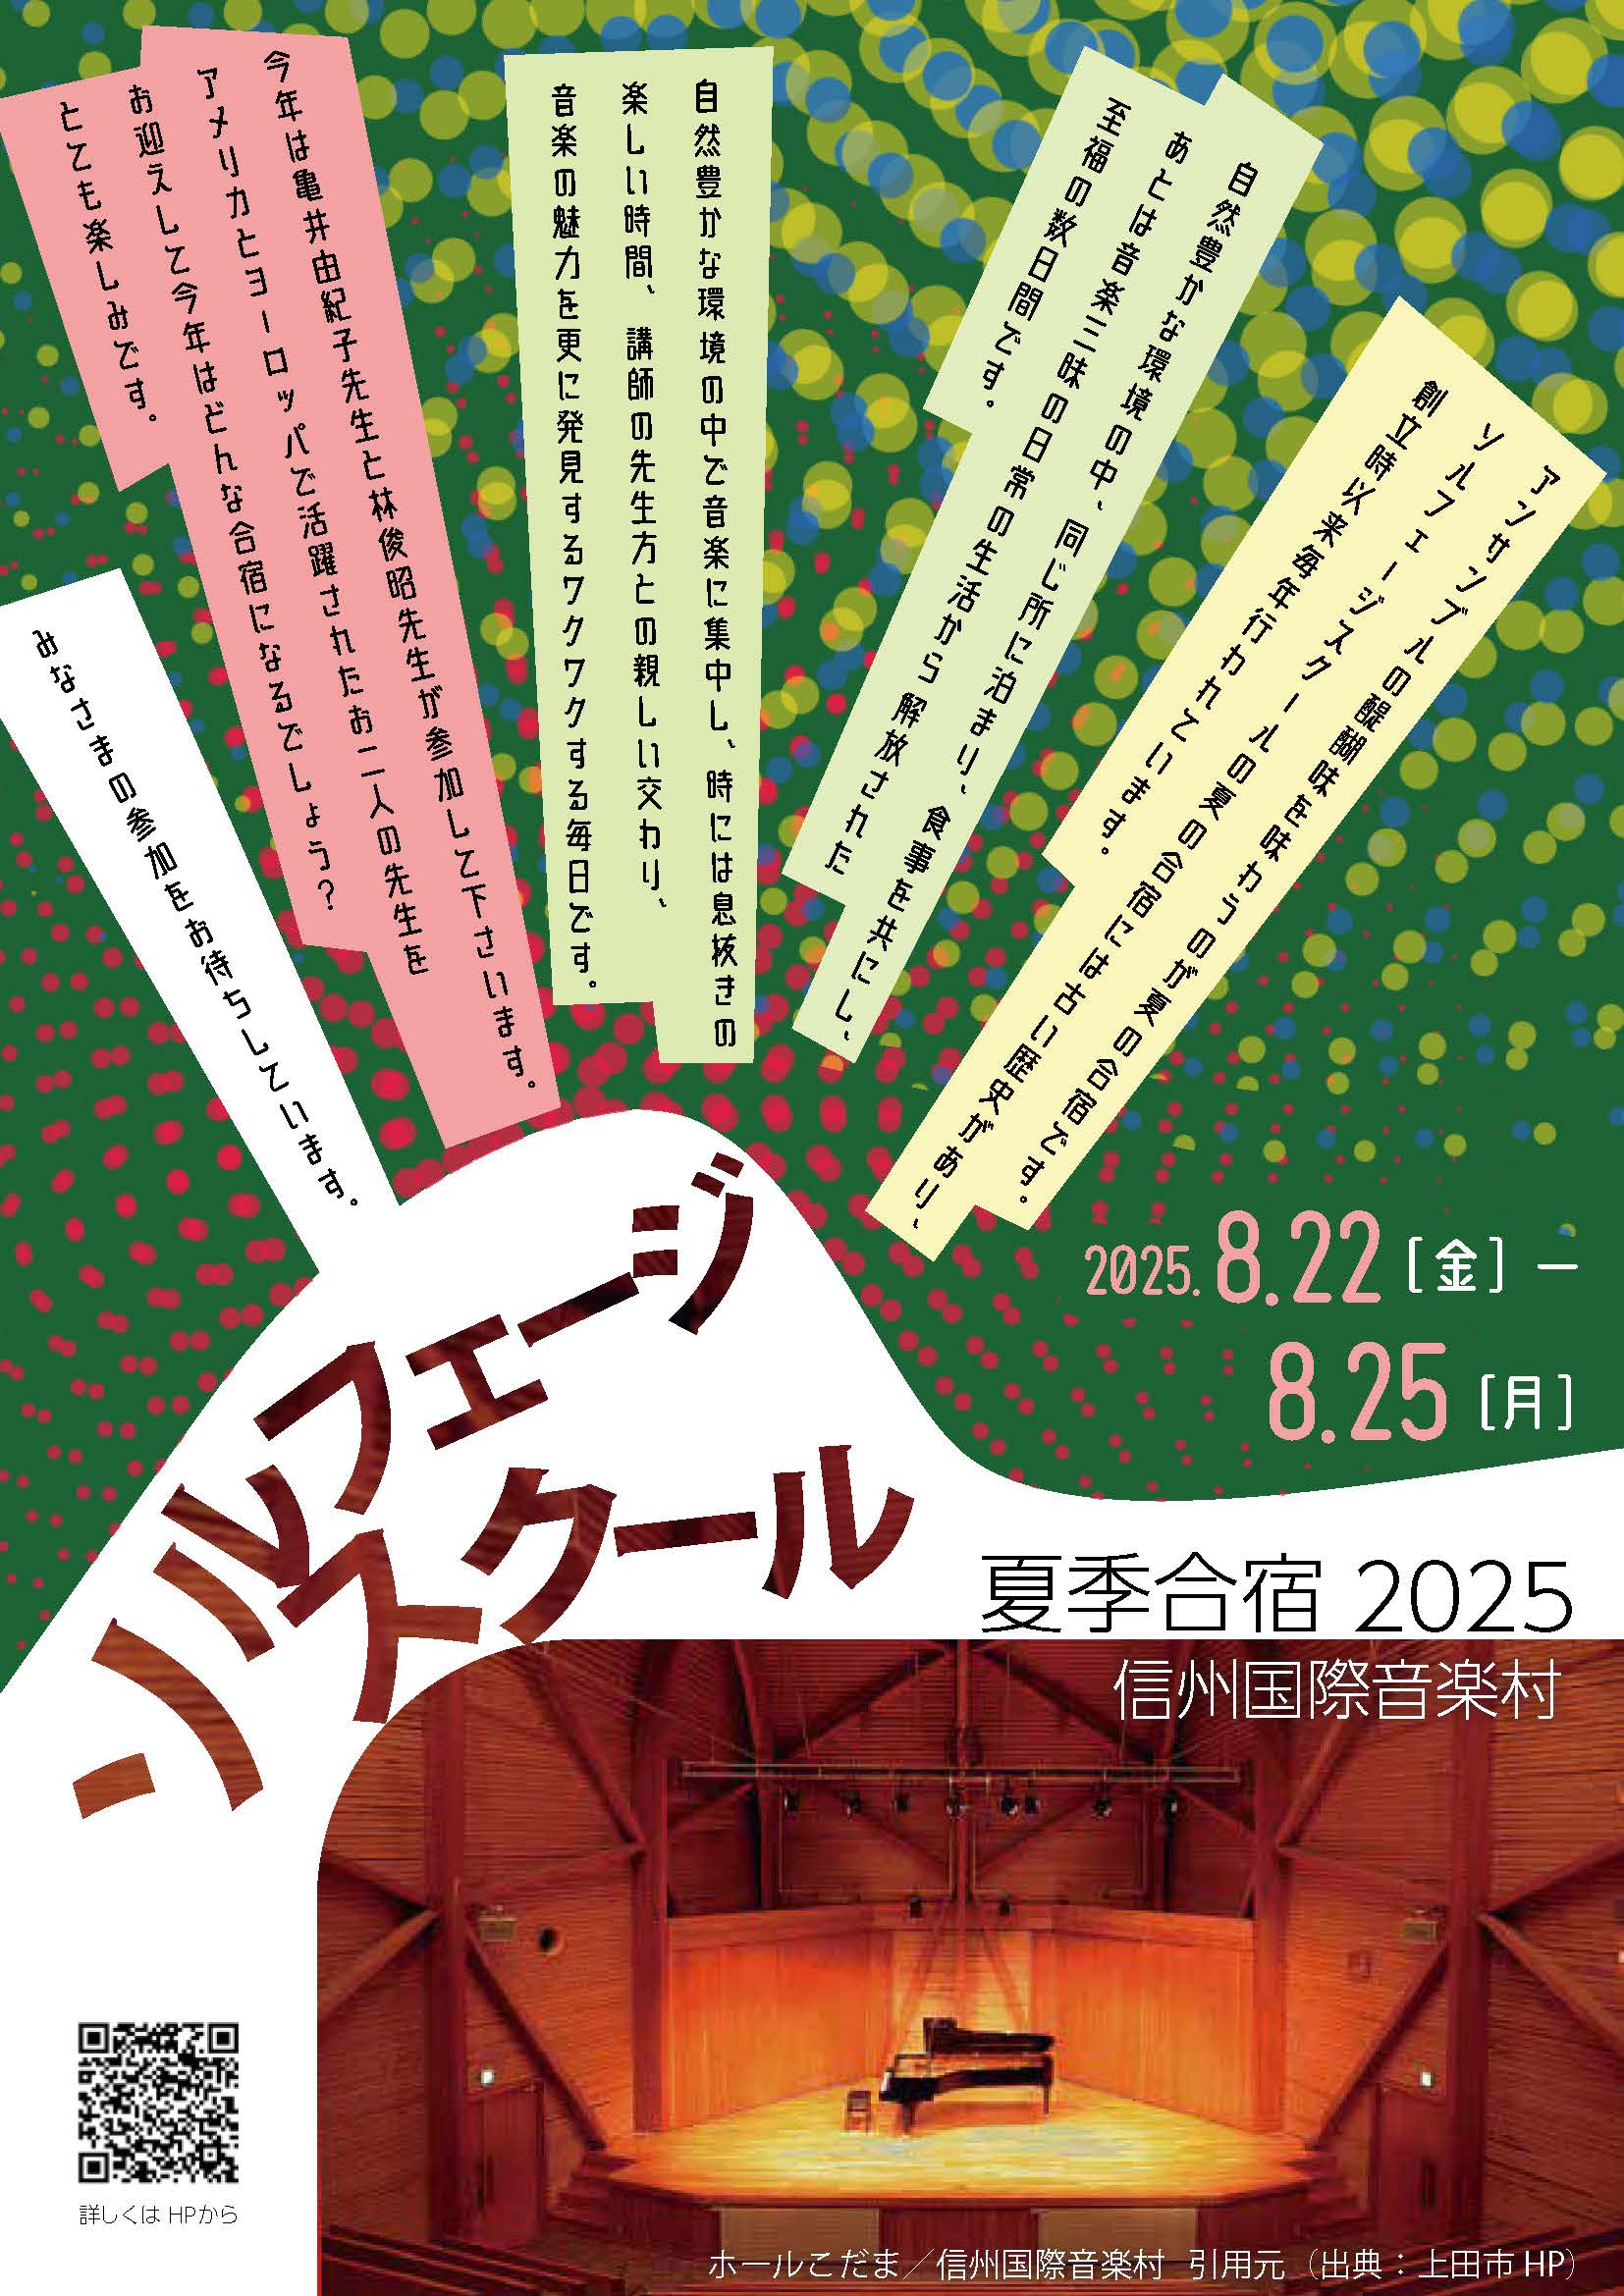 アンサンブルの醍醐味を味わうのが夏の合宿です。
ソルフェージスクールの夏の合宿には古い歴史があり、
創立時以来毎年行われています。
自然豊かな環境の中、同じ所に泊まり、食事を共にし、
あとは音楽三昧の日常の生活から解放された
至福の数日間です。
自然豊かな環境の中で音楽に集中し、時には息抜きの
楽しい時間、講師の先生方との親しい交わり、
音楽の魅力を更に発見するワクワクする毎日です。
今年は亀井由紀子先生と林俊昭先生が参加して下さいます。
アメリカとヨーロッパで活躍されたお二人の先生を
お迎えして今年はどんな合宿になるでしょう?
とても楽しみです。
みなさまの参加をお待ちしています。
2025. 8.22 [金] ―
8.25 [月]
ソルフェージ
スクール
夏季合宿 2025
信州国際音楽村
詳しくは HPから
ホールこだま／信州国際音楽村 引用元（出典：上田市 HP）